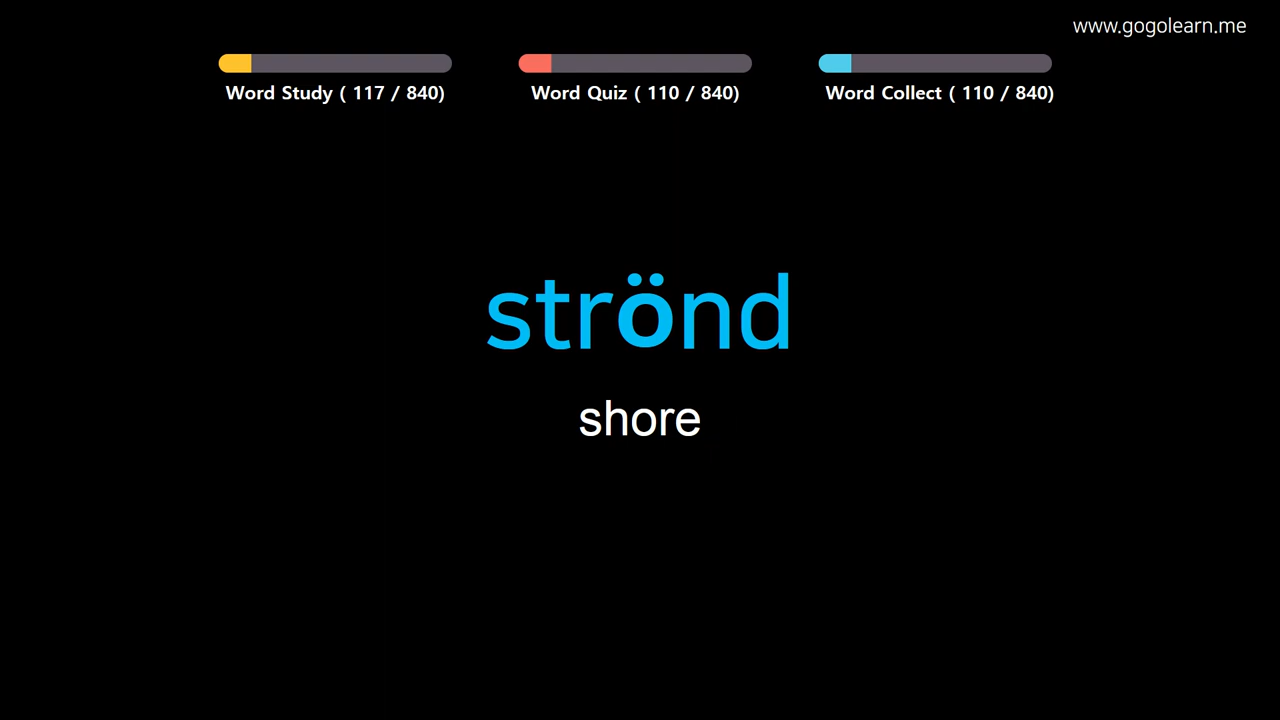 www.gogolearn.me
Word Study ( 117 / 840)
Word Quiz ( 110 / 840)
Word Collect ( 110 / 840)
strönd
shore